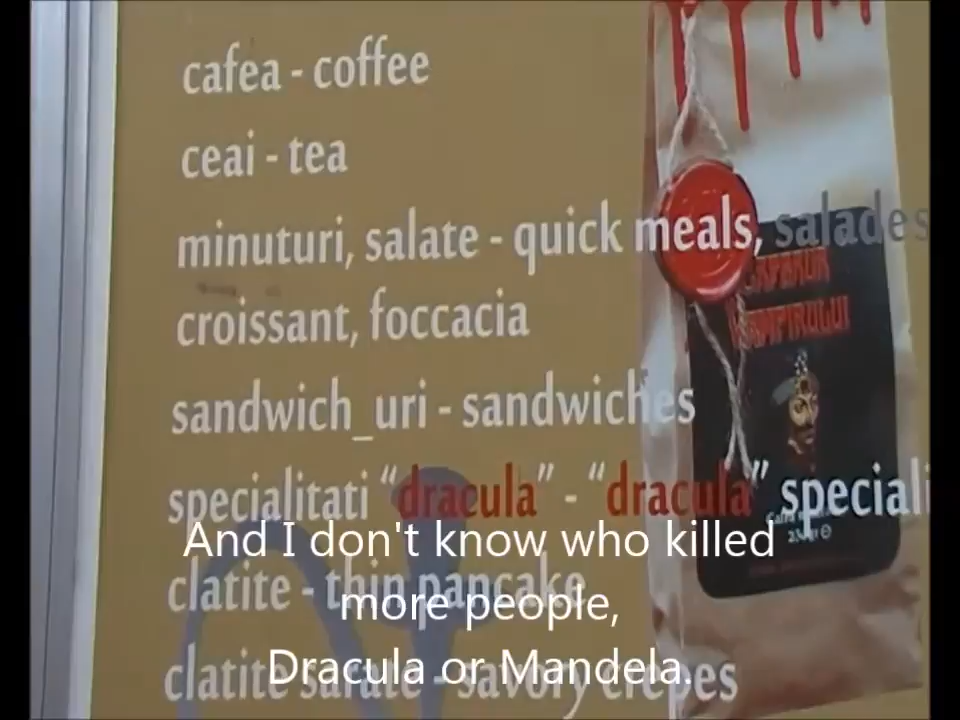 cafea - coffee
ceai - tea
minuturi, salate - quick meals, salades
croissant, foccacia
sandwich_uri - sandwiches
specialitati "dracula" - "dracula" speciali
clatite - thin pancake
clatite sarate - savory crepes
VAMPIRULUI
And I don't know who killed
more people,
Dracula or Mandela.